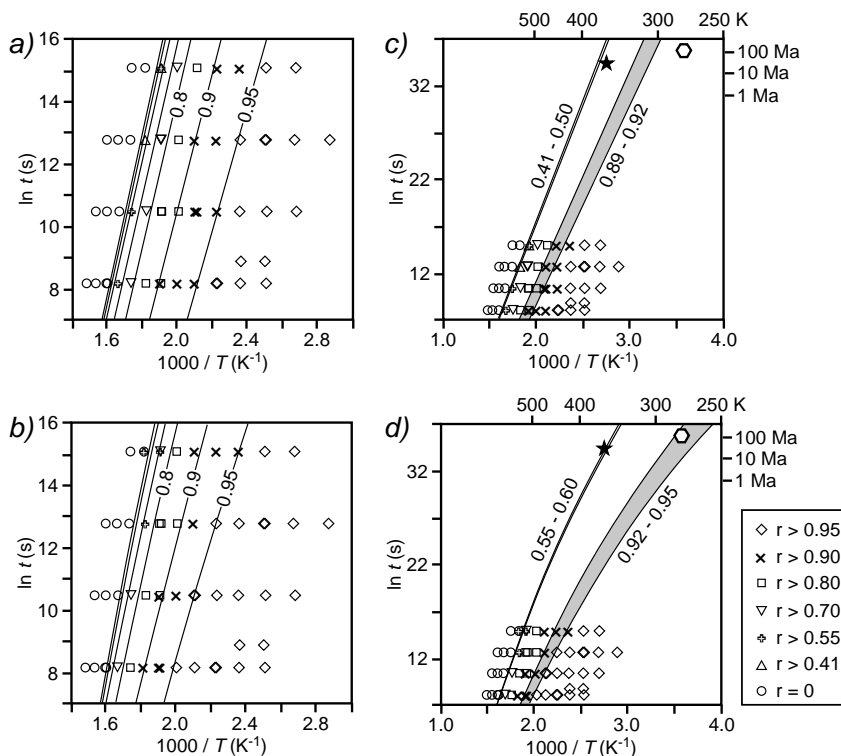 a)
16
14
12
10
8
ln t (s)
0.8
0.9
0.95
1.6 2.0 2.4 2.8
1000 / T (K-1)
c)
500 400 300 250 K
32
22
12
ln t (s)
100 Ma
10 Ma
1 Ma
0.41 - 0.50
0.89 - 0.92
1.0 2.0 3.0 4.0
1000 / T (K-1)
b)
16
14
12
10
8
ln t (s)
0.8
0.9
0.95
1.6 2.0 2.4 2.8
1000 / T (K-1)
d)
500 400 300 250 K
32
22
12
ln t (s)
100 Ma
10 Ma
1 Ma
0.55 - 0.60
0.92 - 0.95
1.0 2.0 3.0 4.0
1000 / T (K-1)
r > 0.95
r > 0.90
r > 0.80
r > 0.70
r > 0.55
r > 0.41
r = 0